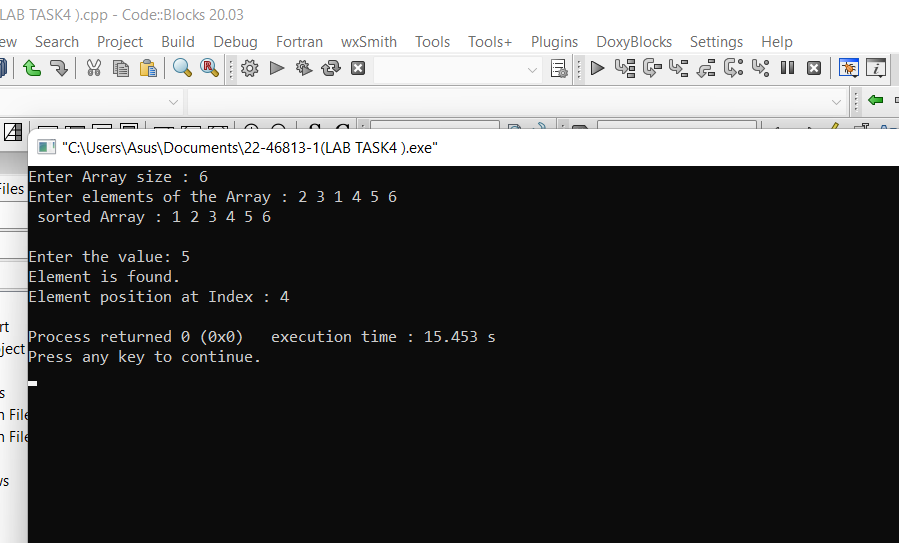 LAB TASK4 ).cpp - Code::Blocks 20.03
ew Search Project Build Debug Fortran wxSmith Tools Tools+ Plugins DoxyBlocks Settings Help
"C:\Users\Asus\Documents\22-46813-1(LAB TASK4 ).exe"
Files
Enter Array size : 6
Enter elements of the Array : 2 3 1 4 5 6
sorted Array : 1 2 3 4 5 6
Enter the value: 5
Element is found.
Element position at Index : 4
rt
Process returned 0 (0x0)   execution time : 15.453 s
ject
Press any key to continue.
s
n File
n File
ws